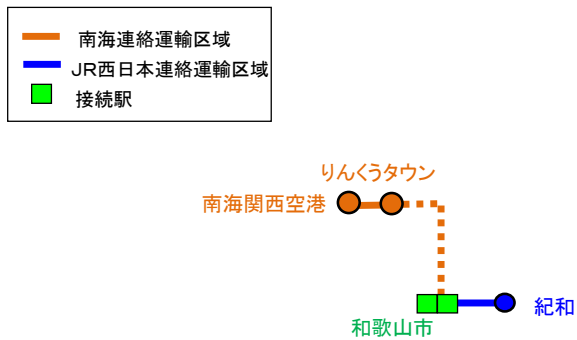 南海連絡運輸区域
JR西日本連絡運輸区域
接続駅
りんくうタウン
南海関西空港
紀和
和歌山市